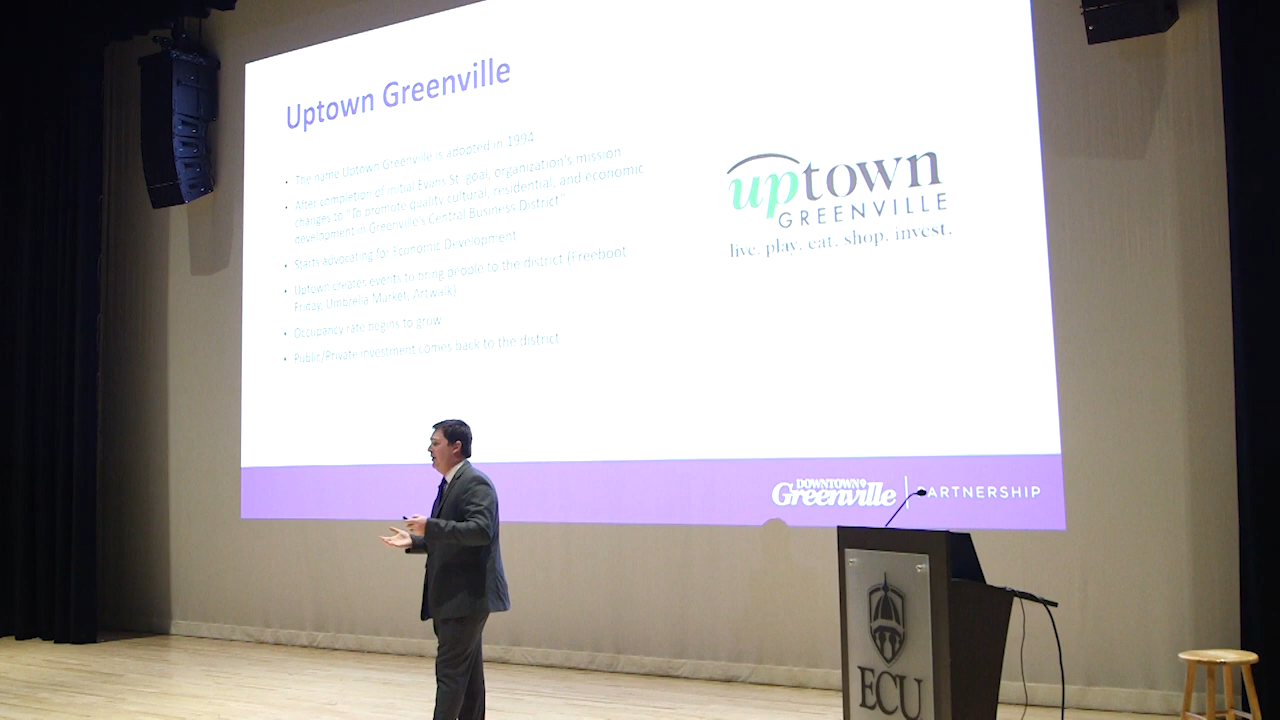 Uptown Greenville
• The name Uptown Greenville is adopted in 1994
• After completion of initial Evans St. goal, organization's mission
changes to "To promote quality cultural, residential, and economic
development in Greenville's Central Business District"
• Starts advocating for Economic Development
• Uptown creates events to bring people to the district (Freeboot
Friday, Umbrella Market, Artwalk)
• Occupancy rate begins to grow
• Public/Private investment comes back to the district
uptown
GREENVILLE
live. play. eat. shop. invest.
DOWNTOWN
Greenville
PARTNERSHIP
ECU